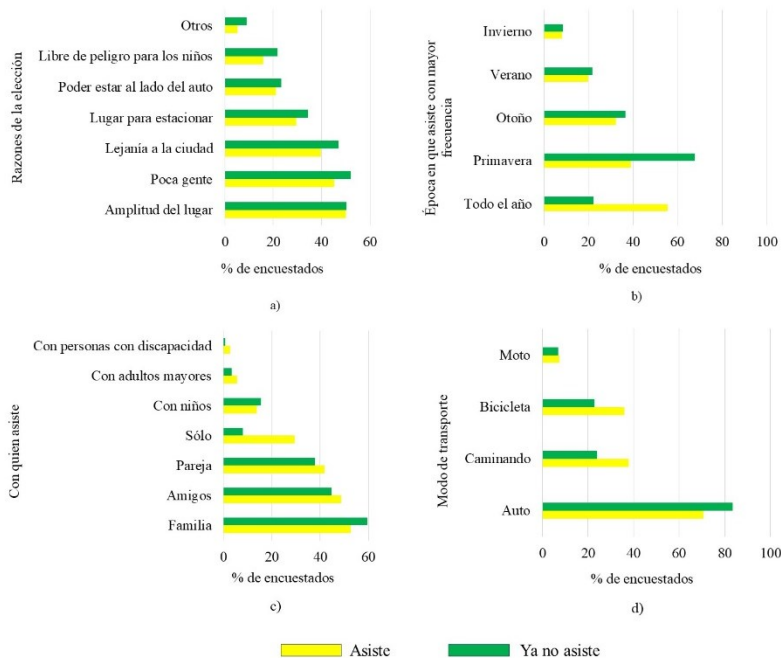 Razones de la elección
Otros
Libre de peligro para los niños
Poder estar al lado del auto
Lugar para estacionar
Lejanía a la ciudad
Poca gente
Amplitud del lugar
0 20 40 60
% de encuestados
a)
Época en que asiste con mayor
frecuencia
Invierno
Verano
Otoño
Primavera
Todo el año
0 20 40 60 80 100
% de encuestados
b)
Con quien asiste
Con personas con discapacidad
Con adultos mayores
Con niños
Sólo
Pareja
Amigos
Familia
0 20 40 60
% de encuestados
c)
Modo de transporte
Moto
Bicicleta
Caminando
Auto
0 20 40 60 80 100
% de encuestados
d)
Asiste Ya no asiste